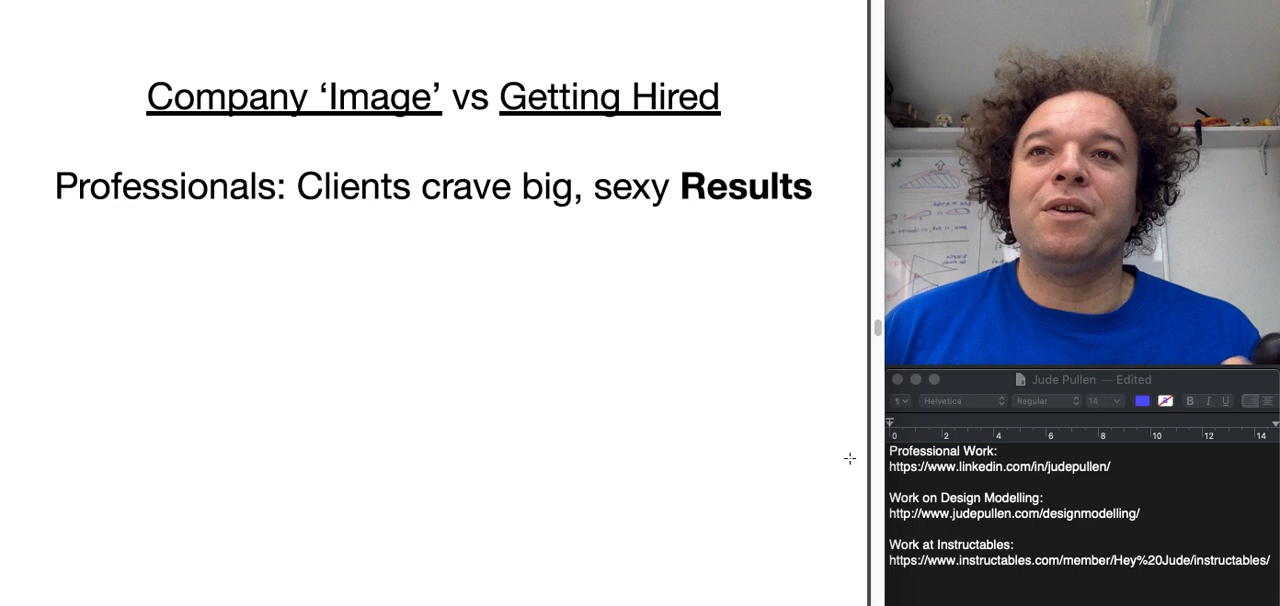 Company ‘Image’ vs Getting Hired
Professionals: Clients crave big, sexy Results
Jude Pullen — Edited
¶
Helvetica
Regular
14
a
B
I
U
0
2
4
6
8
10
12
14
Professional Work:
https://www.linkedin.com/in/judepullen/
Work on Design Modelling:
http://www.judepullen.com/designmodelling/
Work at Instructables:
https://www.instructables.com/member/Hey%20Jude/instructables/